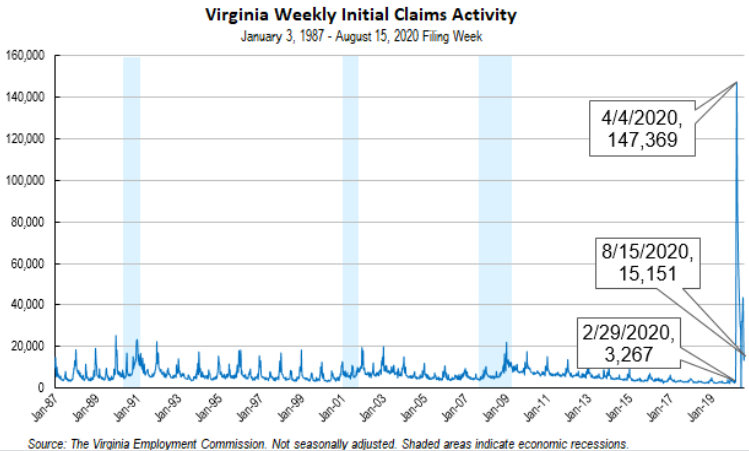 Virginia Weekly Initial Claims Activity
January 3, 1987 - August 15, 2020 Filing Week
160,000
140,000
120,000
100,000
80,000
60,000
40,000
20,000
0
4/4/2020,
147,369
8/15/2020,
15,151
2/29/2020,
3,267
Jan-87
Jan-89
Jan-91
Jan-93
Jan-95
Jan-97
Jan-99
Jan-01
Jan-03
Jan-05
Jan-07
Jan-09
Jan-11
Jan-13
Jan-15
Jan-17
Jan-19
Source: The Virginia Employment Commission. Not seasonally adjusted. Shaded areas indicate economic recessions.